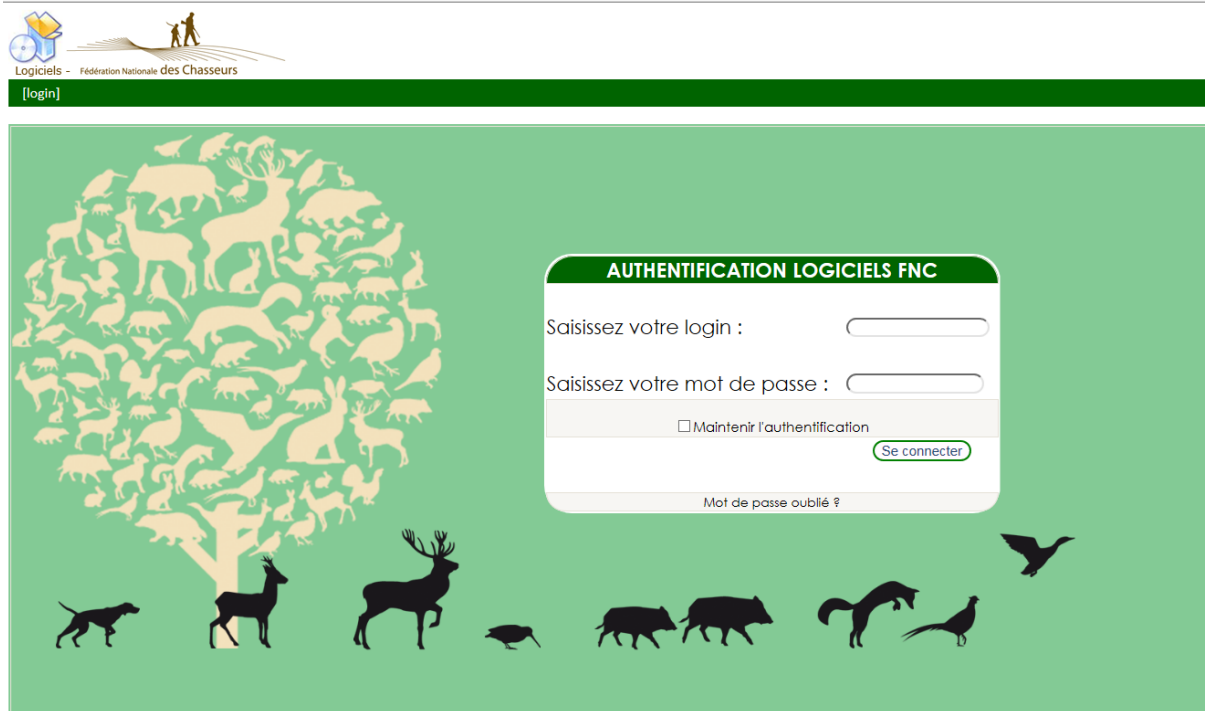 Logiciels - Fédération Nationale des Chasseurs
[login]
AUTHENTIFICATION LOGICIELS FNC
Saisissez votre login :
Saisissez votre mot de passe :
Maintenir l'authentification
Se connecter
Mot de passe oublié ?